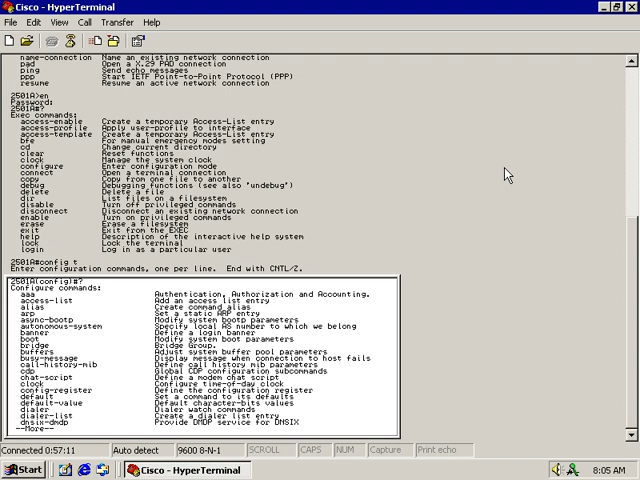 Cisco - HyperTerminal
File Edit View Call Transfer Help
name-connection Name an existing network connection
pad Open a X.29 PAD connection
ping Send echo messages
ppp Start IETF Point-to-Point Protocol (PPP)
resume Resume an active network connection
2501A>en
Password:
2501A#?
Exec commands:
access-enable Create a temporary Access-List entry
access-profile Apply user-profile to interface
access-template Create a temporary Access-List entry
bfe For manual emergency modes setting
cd Change current directory
clear Reset functions
clock Manage the system clock
configure Enter configuration mode
connect Open a terminal connection
copy Copy from one file to another
debug Debugging functions (see also 'undebug')
delete Delete a file
dir List files on a filesystem
disable Turn off privileged commands
disconnect Disconnect an existing network connection
enable Turn on privileged commands
erase Erase a filesystem
exit Exit from the EXEC
help Description of the interactive help system
lock Lock the terminal
login Log in as a particular user
2501A#config t
Enter configuration commands, one per line. End with CNTL/Z.
2501A(config)#?
Configure commands:
aaa Authentication, Authorization and Accounting.
access-list Add an access list entry
alias Create command alias
arp Set a static ARP entry
async-bootp Modify system bootp parameters
autonomous-system Specify local AS number to which we belong
banner Define a login banner
boot Modify system boot parameters
bridge Bridge Group.
buffers Adjust system buffer pool parameters
busy-message Display message when connection to host fails
call-history-mib Define call history mib parameters
cdp Global CDP configuration subcommands
chat-script Define a modem chat script
clock Configure time-of-day clock
config-register Define the configuration register
default Set a command to its defaults
default-value Default character-bits values
dialer Dialer watch commands
dialer-list Create a dialer list entry
dnsix-dmdp Provide DMDP service for DNSIX
--More--
Connected 0:57:11 Auto detect 9600 8-N-1 SCROLL CAPS NUM Capture Print echo
Start Cisco - HyperTerminal 8:05 AM